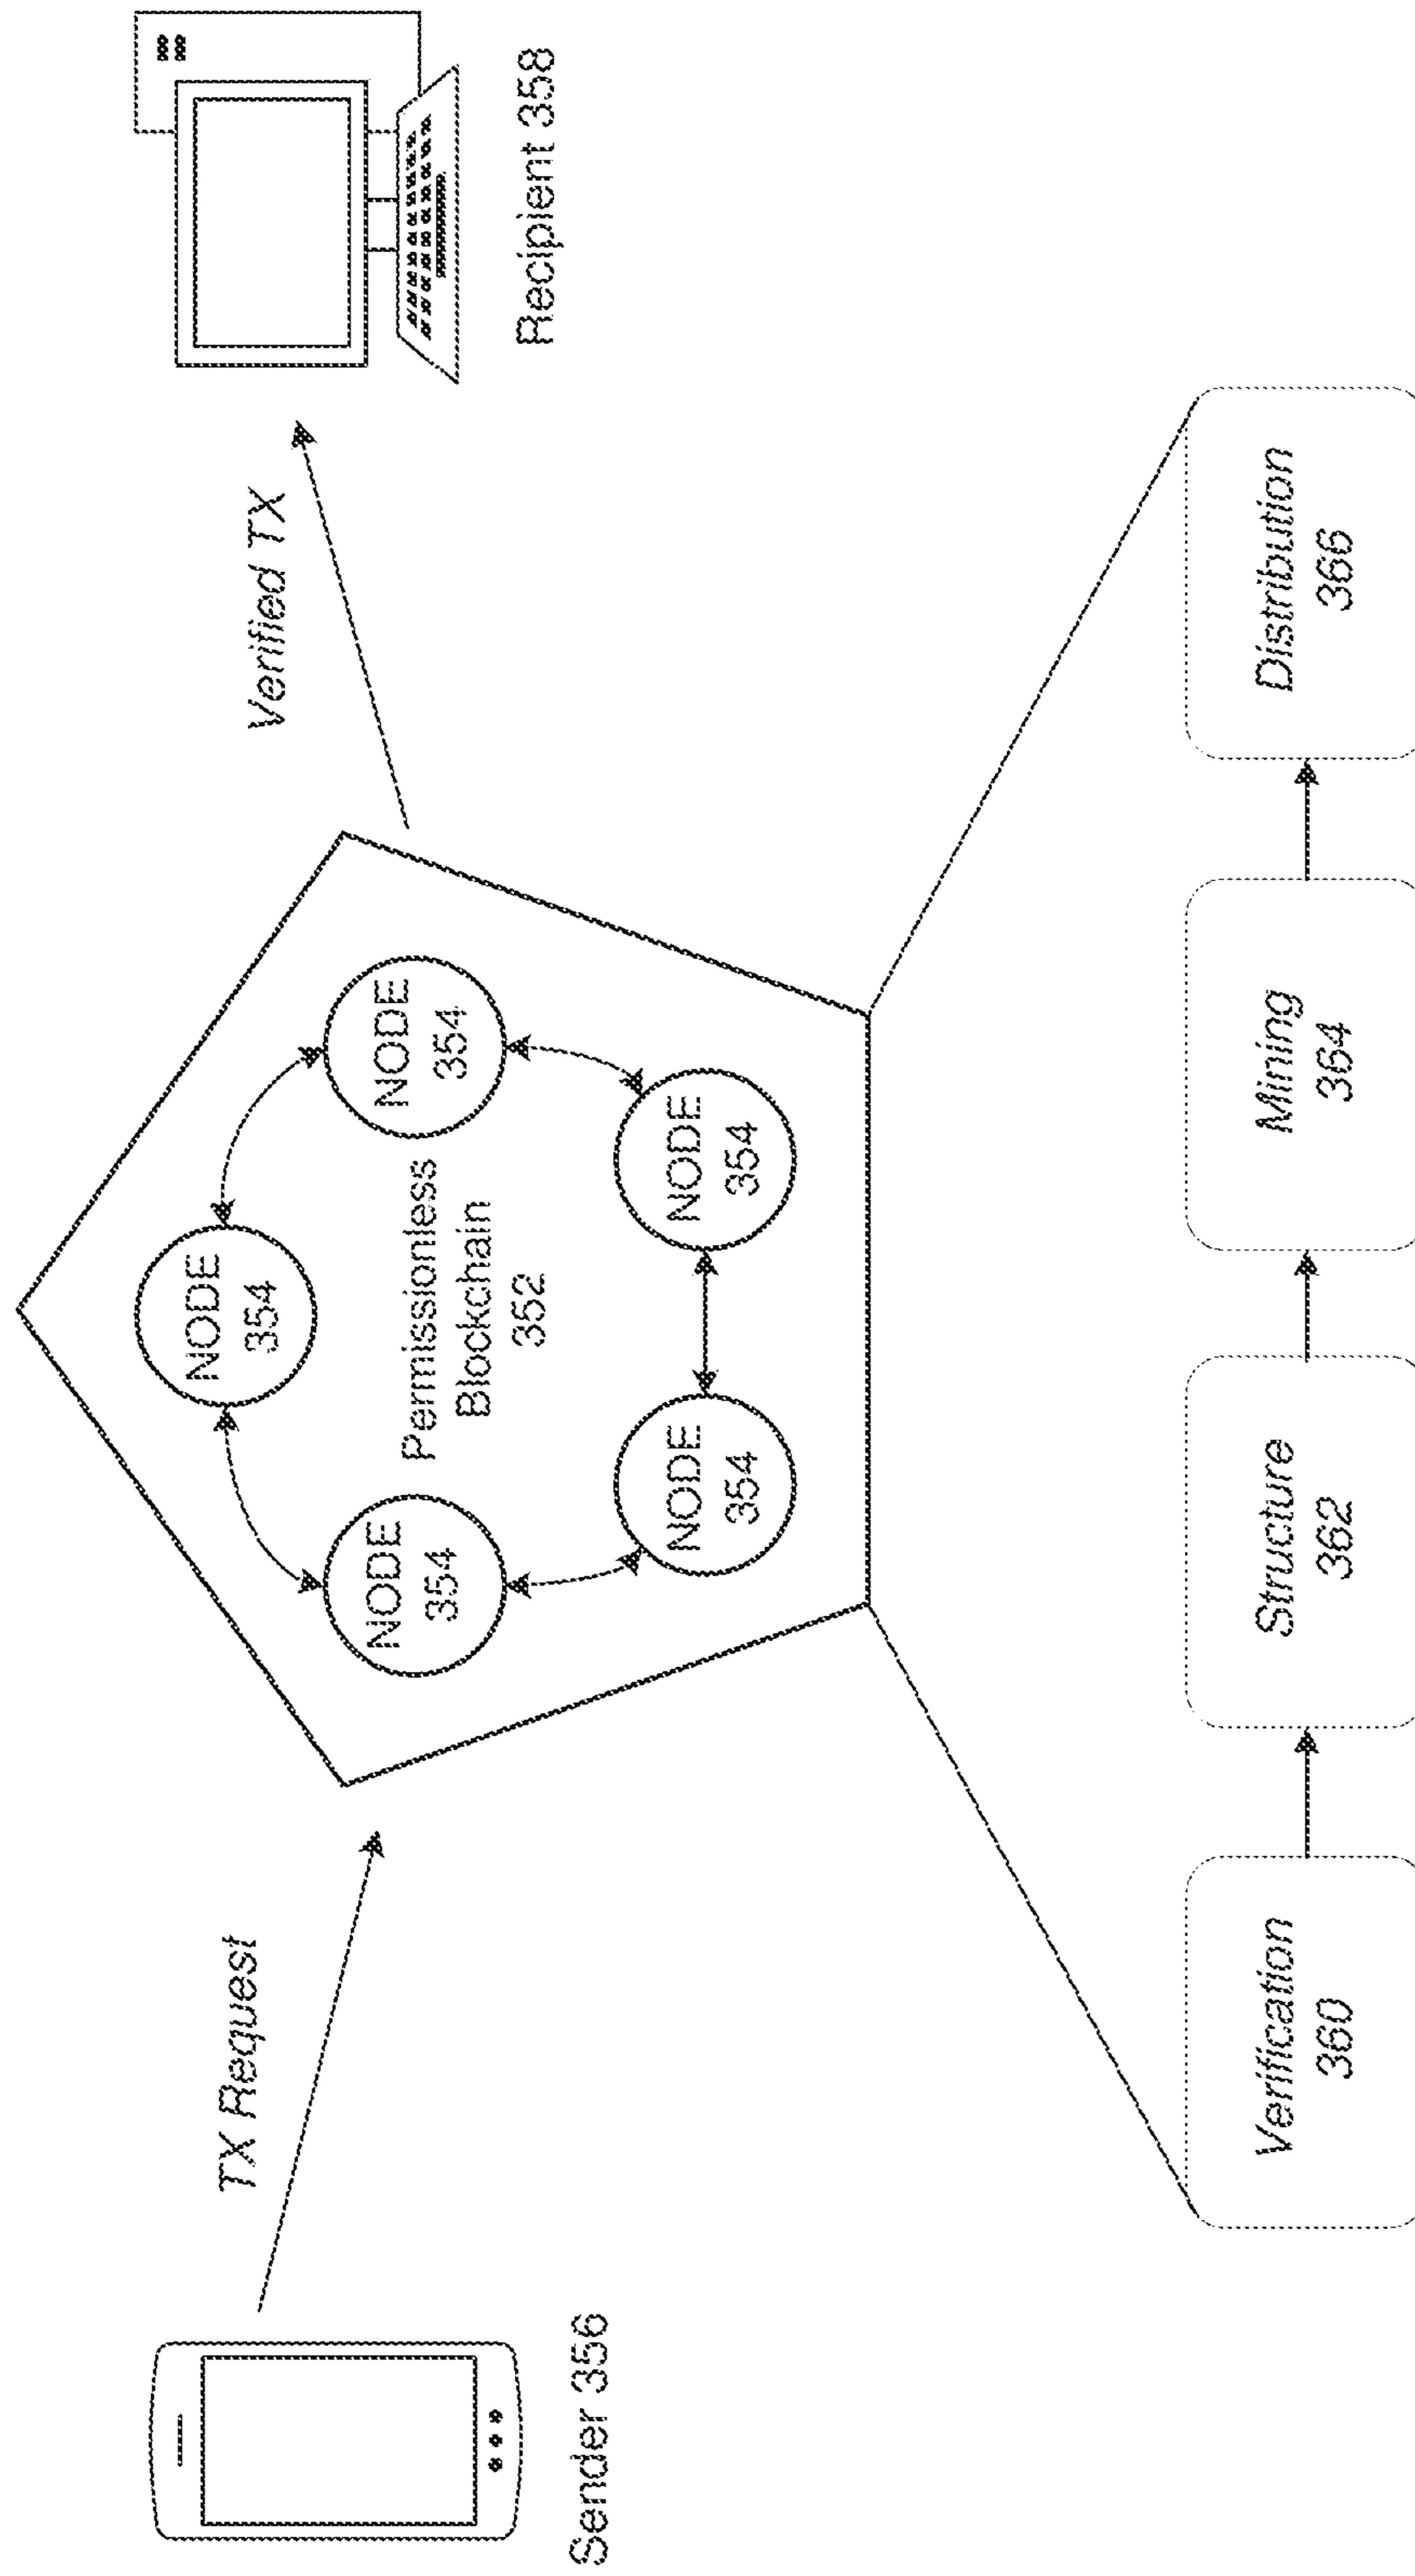 TX Request
Verified TX
Sender 356
Recipient 358
NODE
354
NODE
354
NODE
354
Permissionless
Blockchain
352
NODE
354
NODE
354
Verification
360
Structure
362
Mining
364
Distribution
366